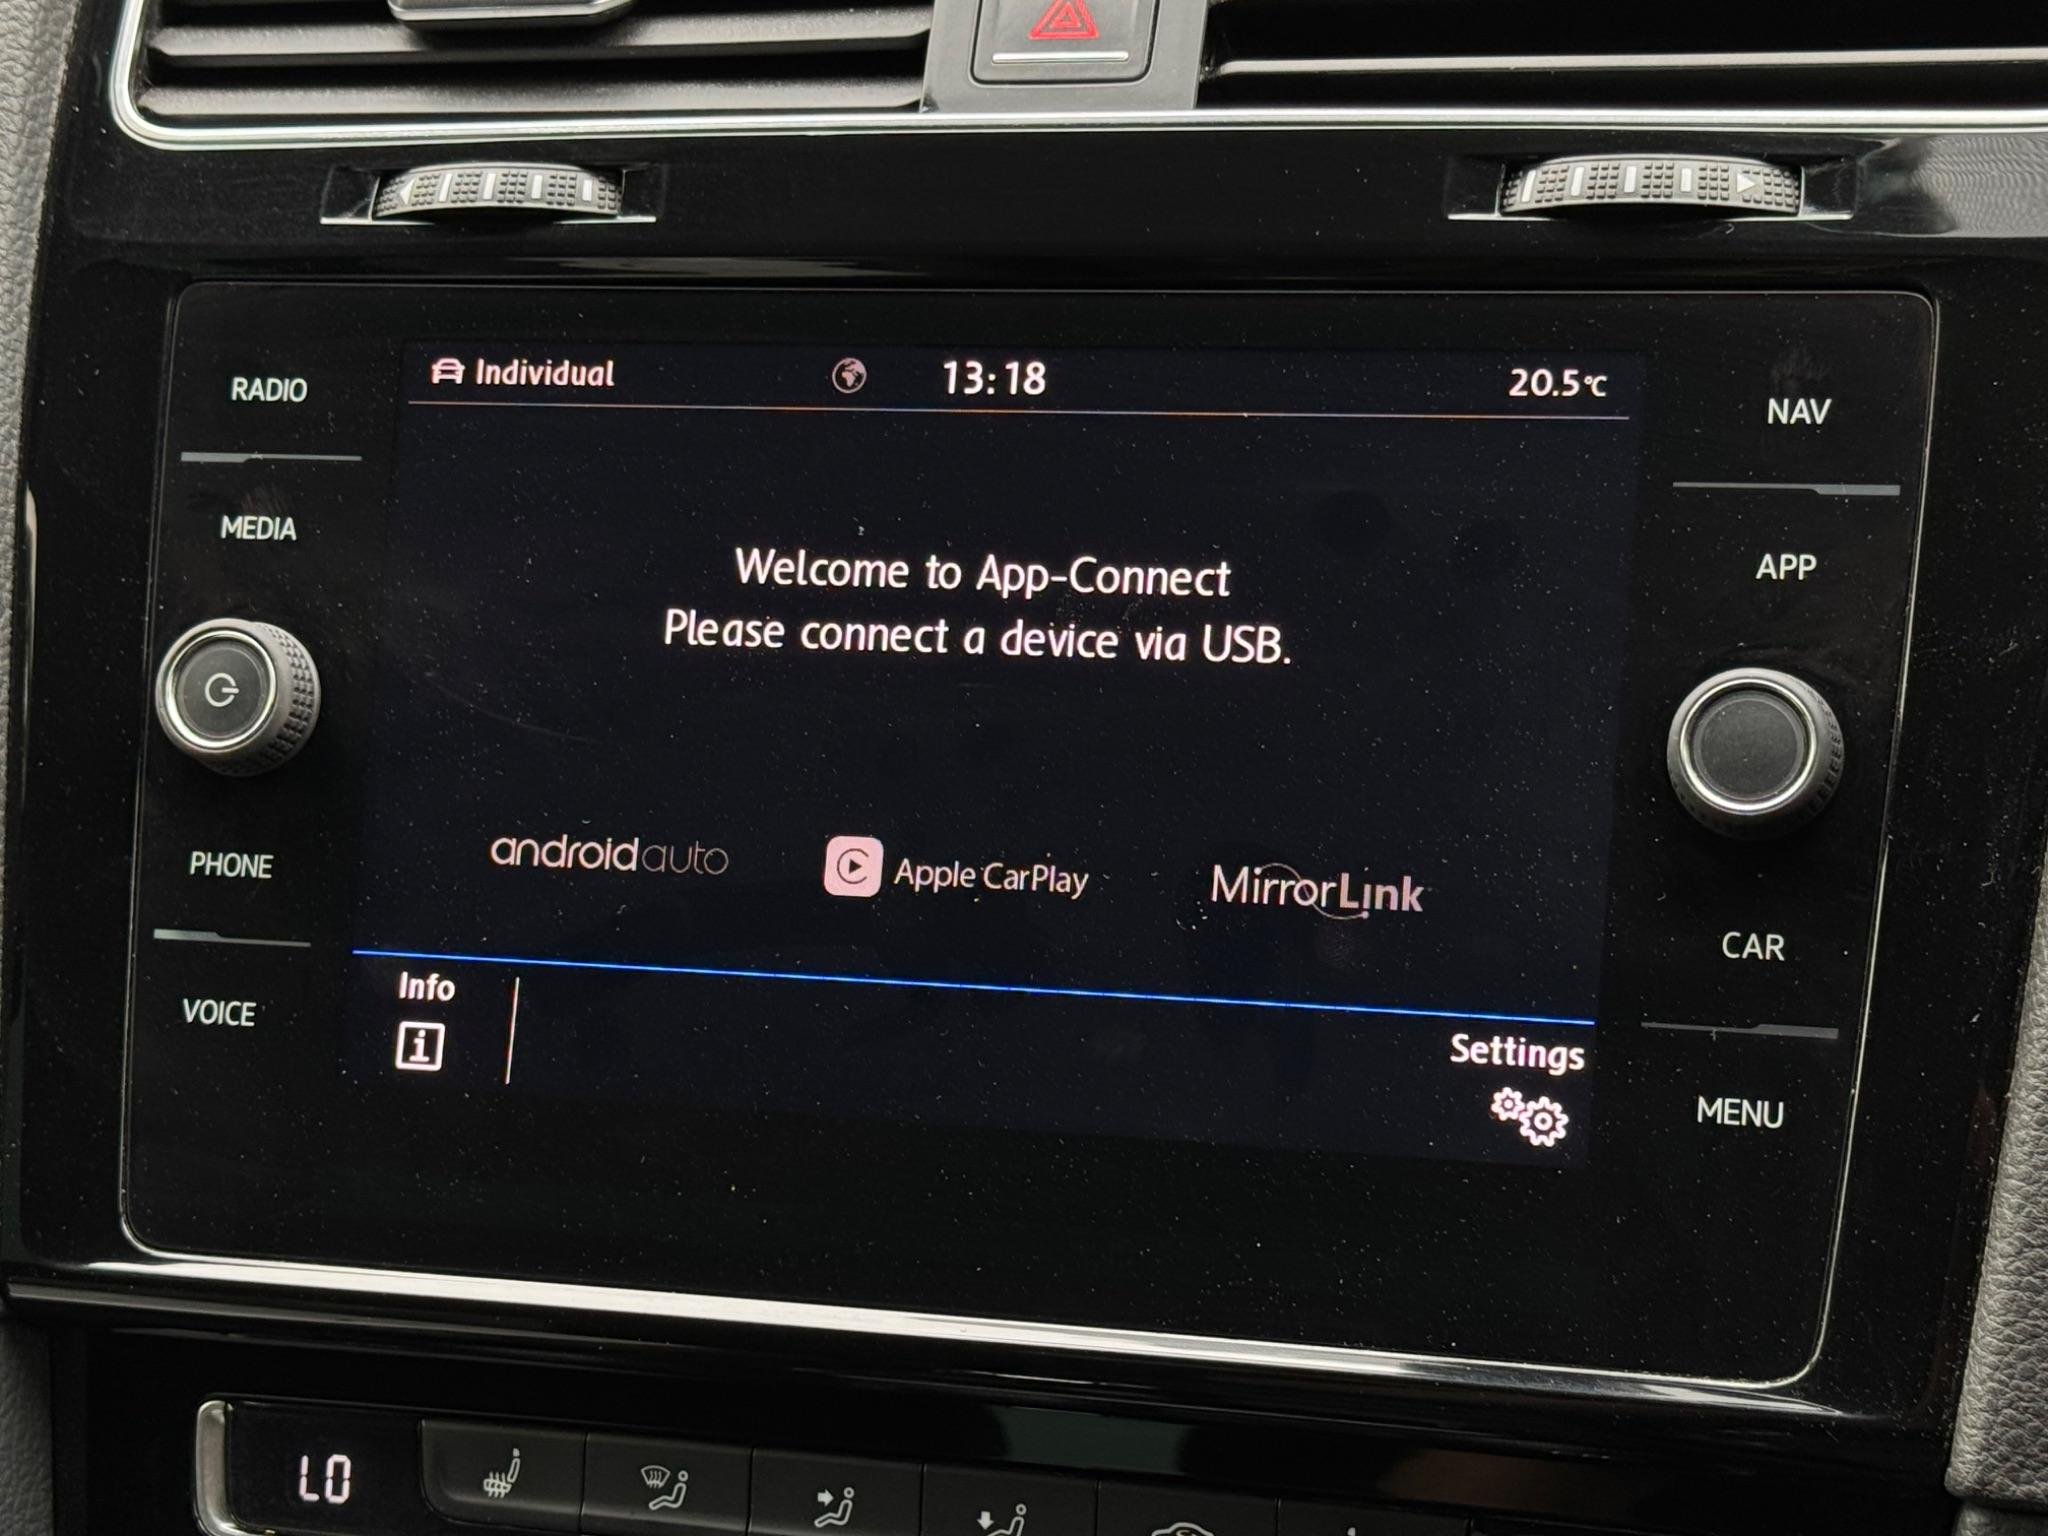 Individual 13:18 20.5°C
RADIO
MEDIA
PHONE
VOICE
Welcome to App-Connect
Please connect a device via USB.
androidauto Apple CarPlay MirrorLink
Info
Settings
NAV
APP
CAR
MENU
LO